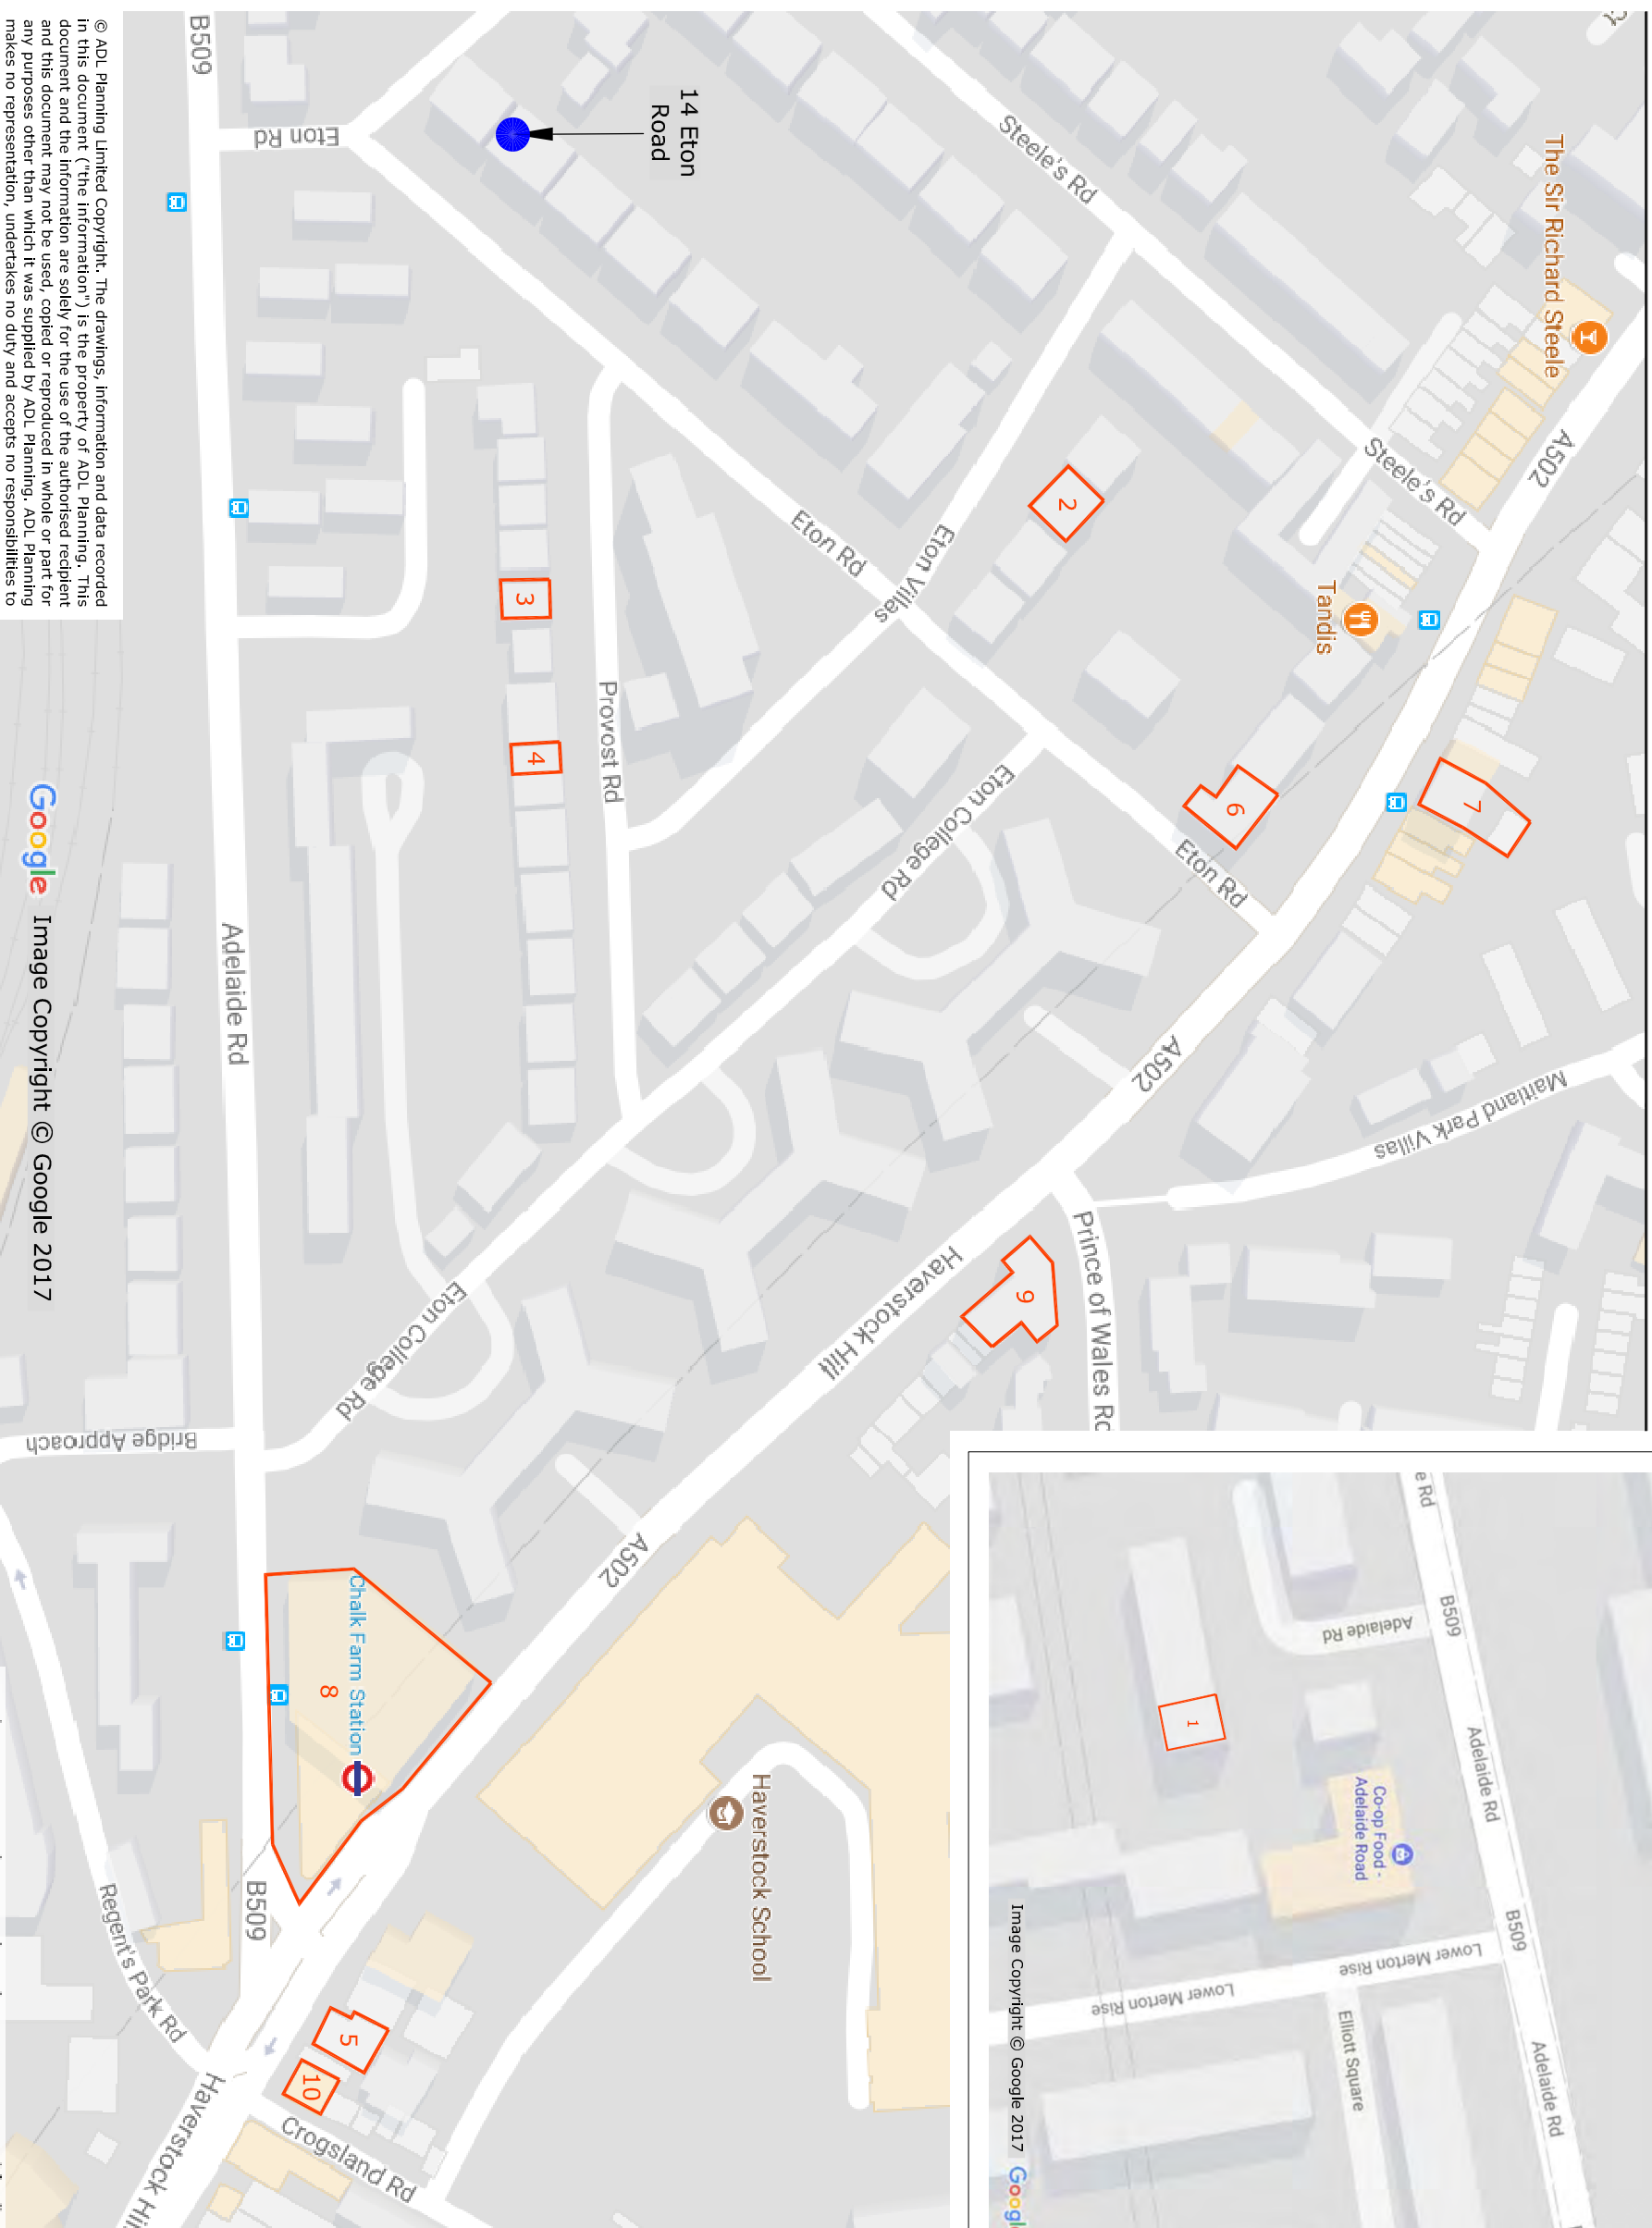 The Sir Richard Steele
A502
Steele's Rd
Steele's Rd
Tandis
14 Eton
Road
2
7
6
Eton Rd
Eton Villas
Eton Rd
Eton College Rd
Eton Rd
B509
3
4
Provost Rd
A502
Maitland Park Villas
Prince of Wales Rd
9
Haverstock Hill
Adelaide Rd
Eton College Rd
Bridge Approach
A502
Chalk Farm Station
8
Haverstock School
B509
Regent's Park Rd
5
10
Crogsland Rd
Haverstock Hil
e Rd
B509
Adelaide Rd
Adelaide Rd
1
Co-op Food -
Adelaide Road
B509
Lower Merton Rise
Lower Merton Rise
Elliott Square
Adelaide Rd
Image Copyright © Google 2017 Googl
© ADL Planning Limited Copyright. The drawings, information and data recorded
in this document ("the information") is the property of ADL Planning. This
document and the information are solely for the use of the authorised recipient
and this document may not be used, copied or reproduced in whole or part for
any purposes other than which it was supplied by ADL Planning. ADL Planning
makes no representation, undertakes no duty and accepts no responsibilities to
Google Image Copyright © Google 2017